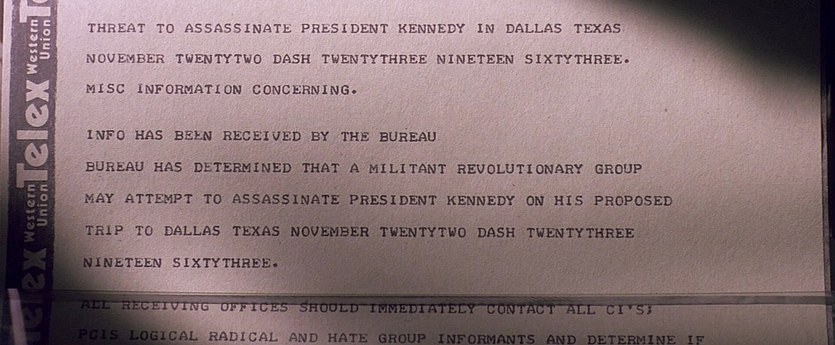 THREAT TO ASSASSINATE PRESIDENT KENNEDY IN DALLAS TEXAS
NOVEMBER TWENTYTWO DASH TWENTYTHREE NINETEEN SIXTYTHREE.
MISC INFORMATION CONCERNING.
INFO HAS BEEN RECEIVED BY THE BUREAU
BUREAU HAS DETERMINED THAT A MILITANT REVOLUTIONARY GROUP
MAY ATTEMPT TO ASSASSINATE PRESIDENT KENNEDY ON HIS PROPOSED
TRIP TO DALLAS TEXAS NOVEMBER TWENTYTWO DASH TWENTYTHREE
NINETEEN SIXTYTHREE.
ALL RECEIVING OFFICES SHOULD IMMEDIATELY CONTACT ALL CI'S;
PCIS LOGICAL RADICAL AND HATE GROUP INFORMANTS AND DETERMINE IF
Western Union
Telex
Western Union